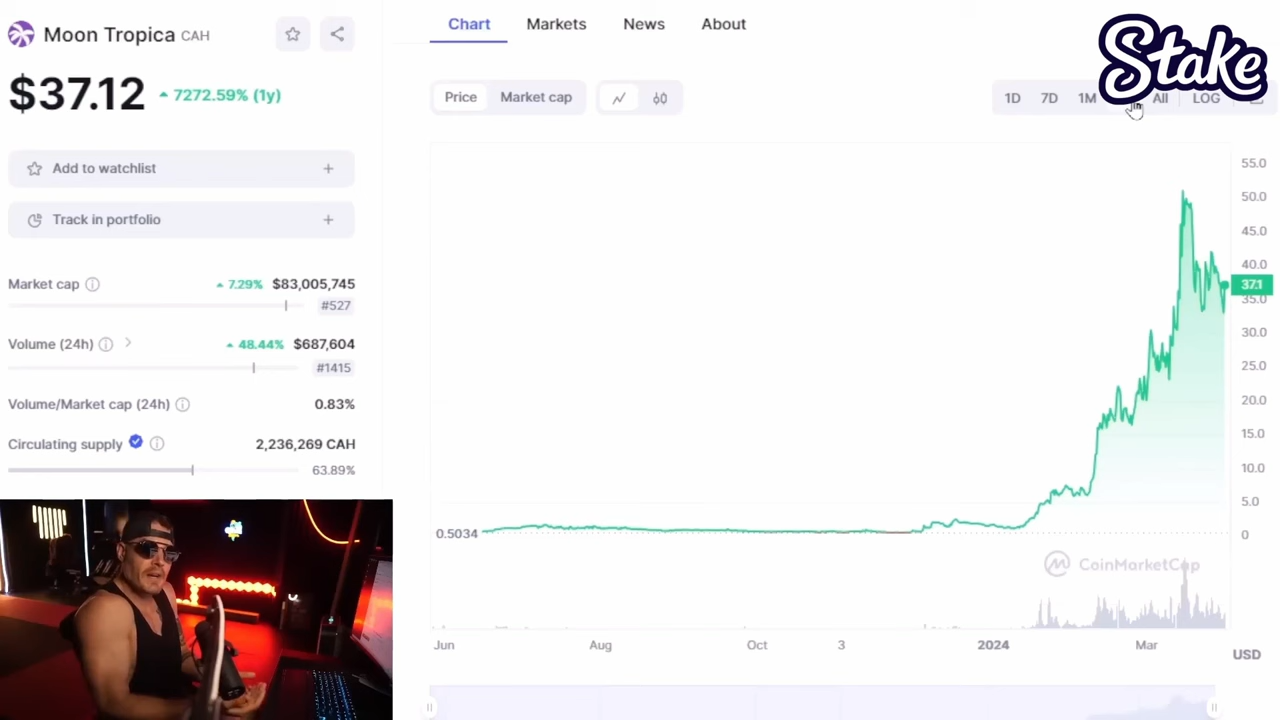 Moon Tropica CAH
$37.12 7272.59% (1y)
Add to watchlist
Track in portfolio
Market cap 7.29% $83,005,745
#527
Volume (24h) 48.44% $687,604
#1415
Volume/Market cap (24h) 0.83%
Circulating supply 2,236,269 CAH
63.89%
Chart Markets News About
Stake
Price Market cap
1D 7D 1M All LOG
55.0
50.0
45.0
40.0
37.1
35.0
30.0
25.0
20.0
15.0
10.0
5.0
0
0.5034
CoinMarketCap
Jun Aug Oct 3 2024 Mar
USD